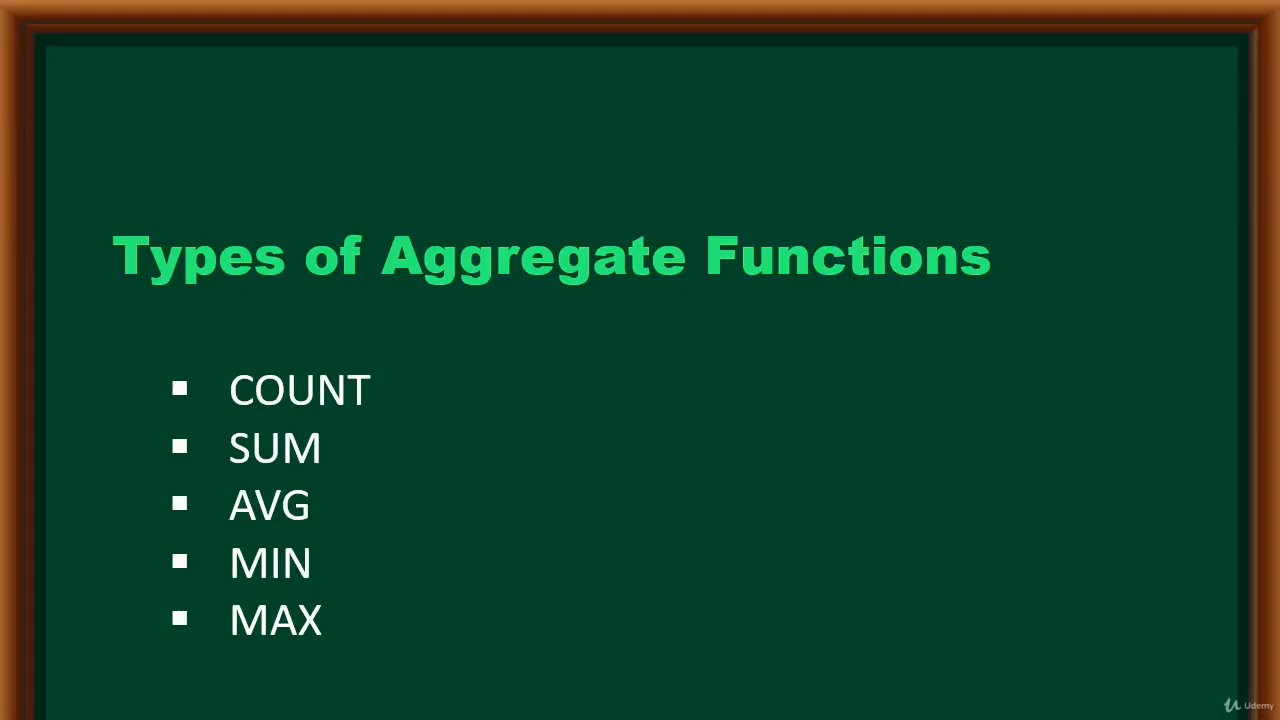 Types of Aggregate Functions
▪ COUNT
▪ SUM
▪ AVG
▪ MIN
▪ MAX
Udemy